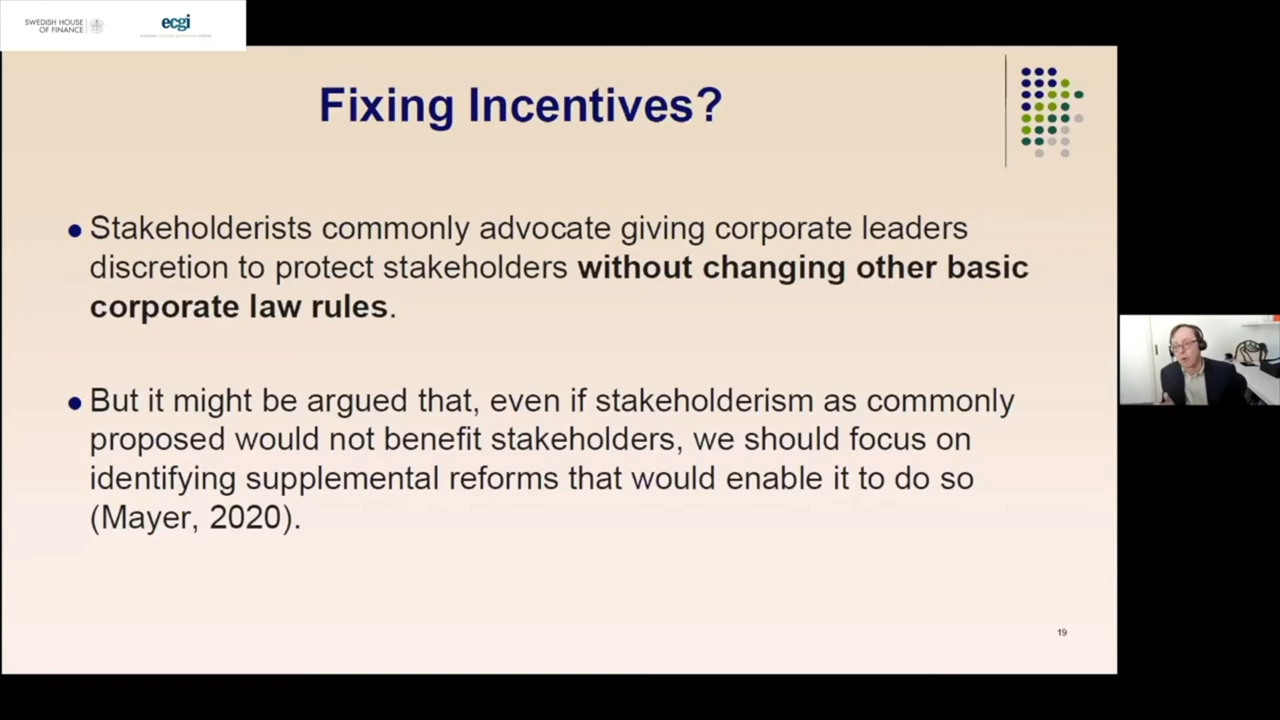 SWEDISH HOUSE
OF FINANCE
ecgi
Fixing Incentives?
Stakeholderists commonly advocate giving corporate leaders
discretion to protect stakeholders without changing other basic
corporate law rules.
But it might be argued that, even if stakeholderism as commonly
proposed would not benefit stakeholders, we should focus on
identifying supplemental reforms that would enable it to do so
(Mayer, 2020).
19